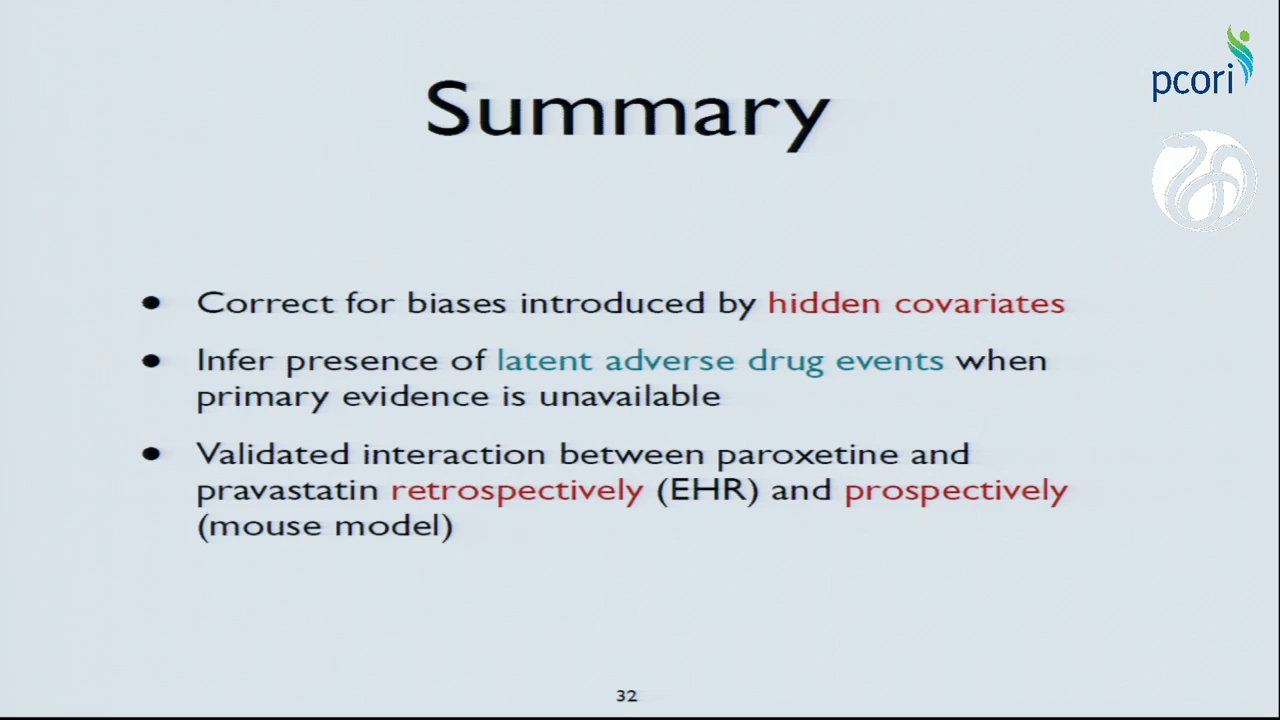 pcori
Summary
● Correct for biases introduced by hidden covariates
● Infer presence of latent adverse drug events when
primary evidence is unavailable
● Validated interaction between paroxetine and
pravastatin retrospectively (EHR) and prospectively
(mouse model)
32